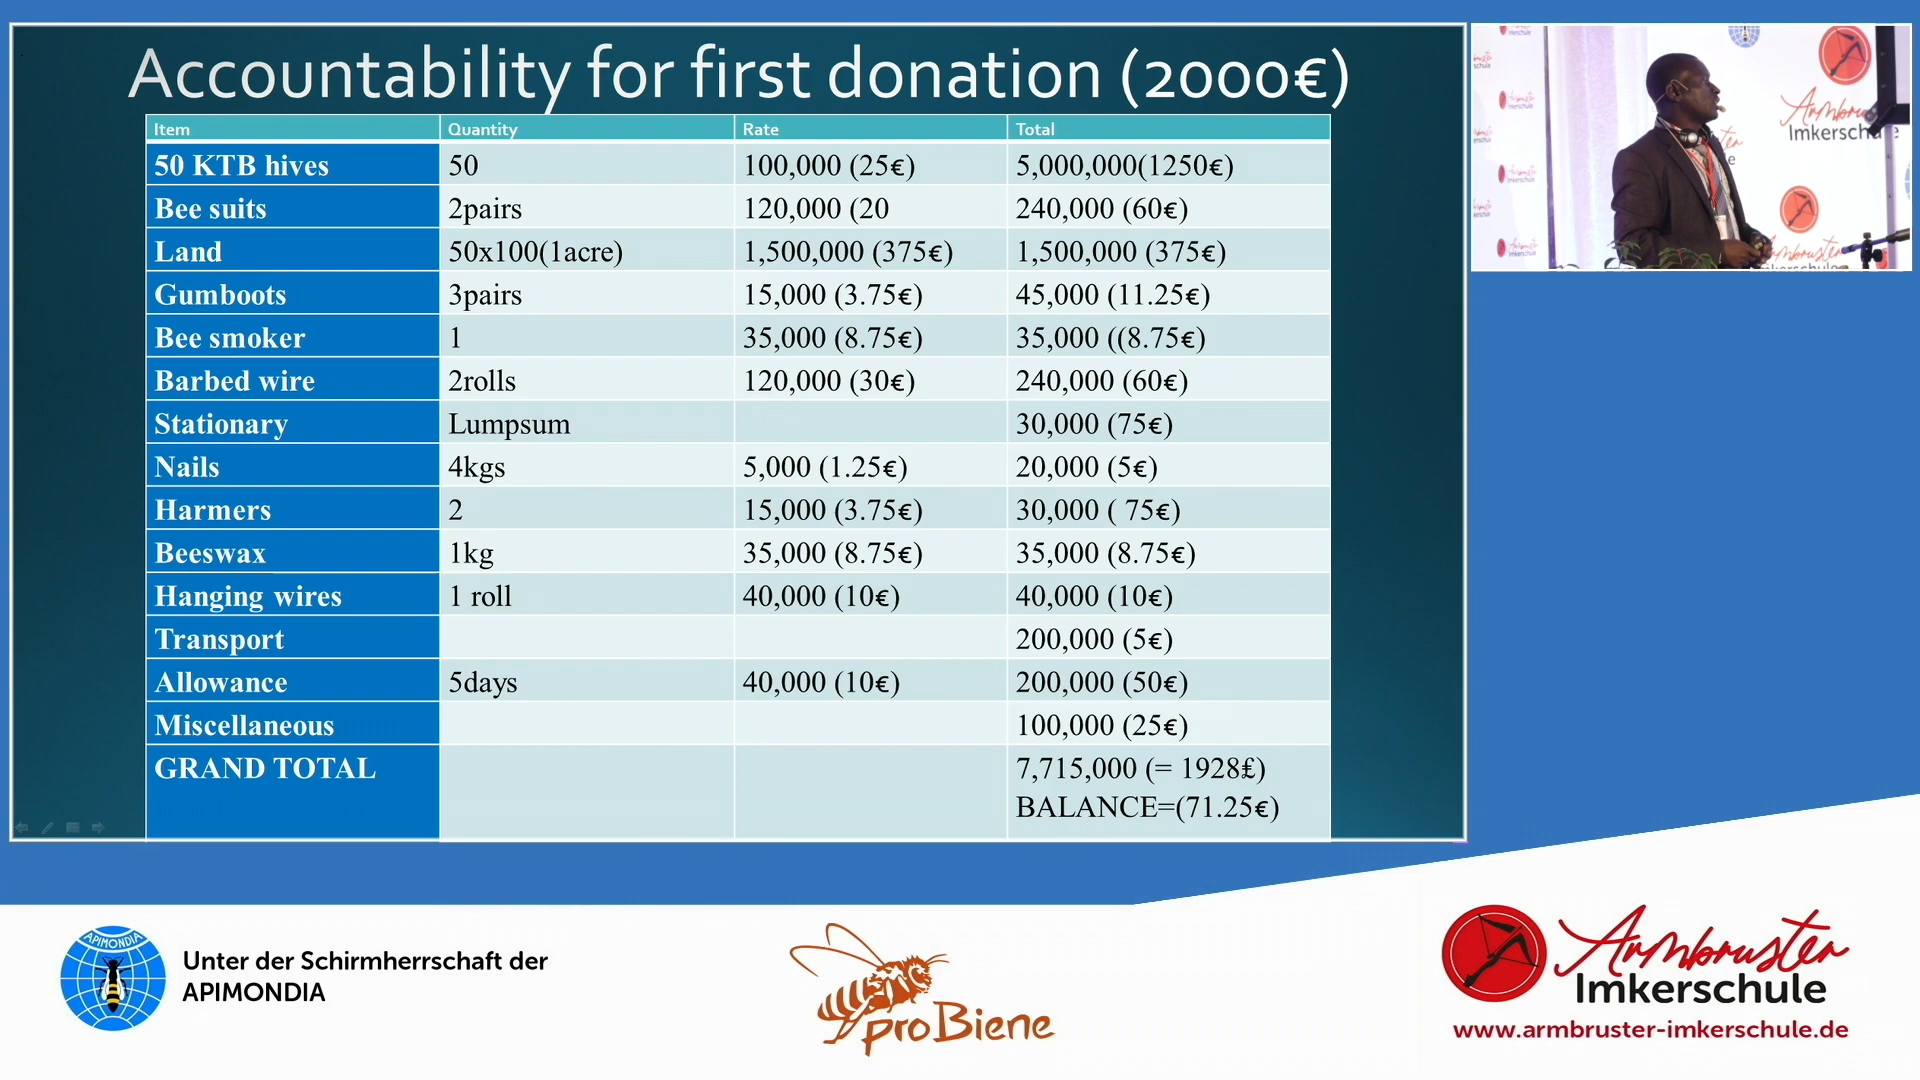 Accountability for first donation (2000€)
Item Quantity Rate Total
50 KTB hives 50 100,000 (25€) 5,000,000(1250€)
Bee suits 2pairs 120,000 (20 240,000 (60€)
Land 50x100(1acre) 1,500,000 (375€) 1,500,000 (375€)
Gumboots 3pairs 15,000 (3.75€) 45,000 (11.25€)
Bee smoker 1 35,000 (8.75€) 35,000 ((8.75€)
Barbed wire 2rolls 120,000 (30€) 240,000 (60€)
Stationary Lumpsum 30,000 (75€)
Nails 4kgs 5,000 (1.25€) 20,000 (5€)
Harmers 2 15,000 (3.75€) 30,000 ( 75€)
Beeswax 1kg 35,000 (8.75€) 35,000 (8.75€)
Hanging wires 1 roll 40,000 (10€) 40,000 (10€)
Transport 200,000 (5€)
Allowance 5days 40,000 (10€) 200,000 (50€)
Miscellaneous 100,000 (25€)
GRAND TOTAL 7,715,000 (= 1928₤)
BALANCE=(71.25€)
Imkerschule
APIMONDIA
Unter der Schirmherrschaft der
APIMONDIA
proBiene
Armbruster
Imkerschule
www.armbruster-imkerschule.de